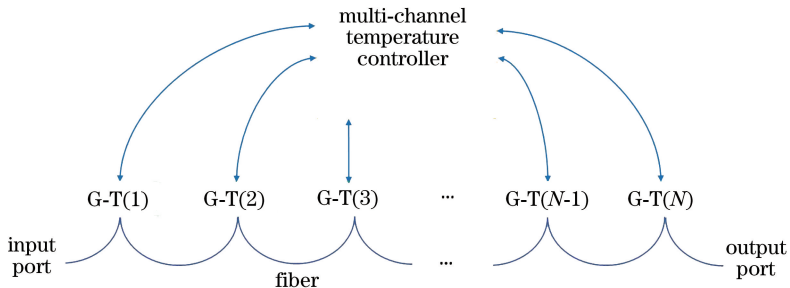 multi-channel
temperature
controller
G-T(1) G-T(2) G-T(3) ... G-T(N-1) G-T(N)
input
port
fiber
...
output
port